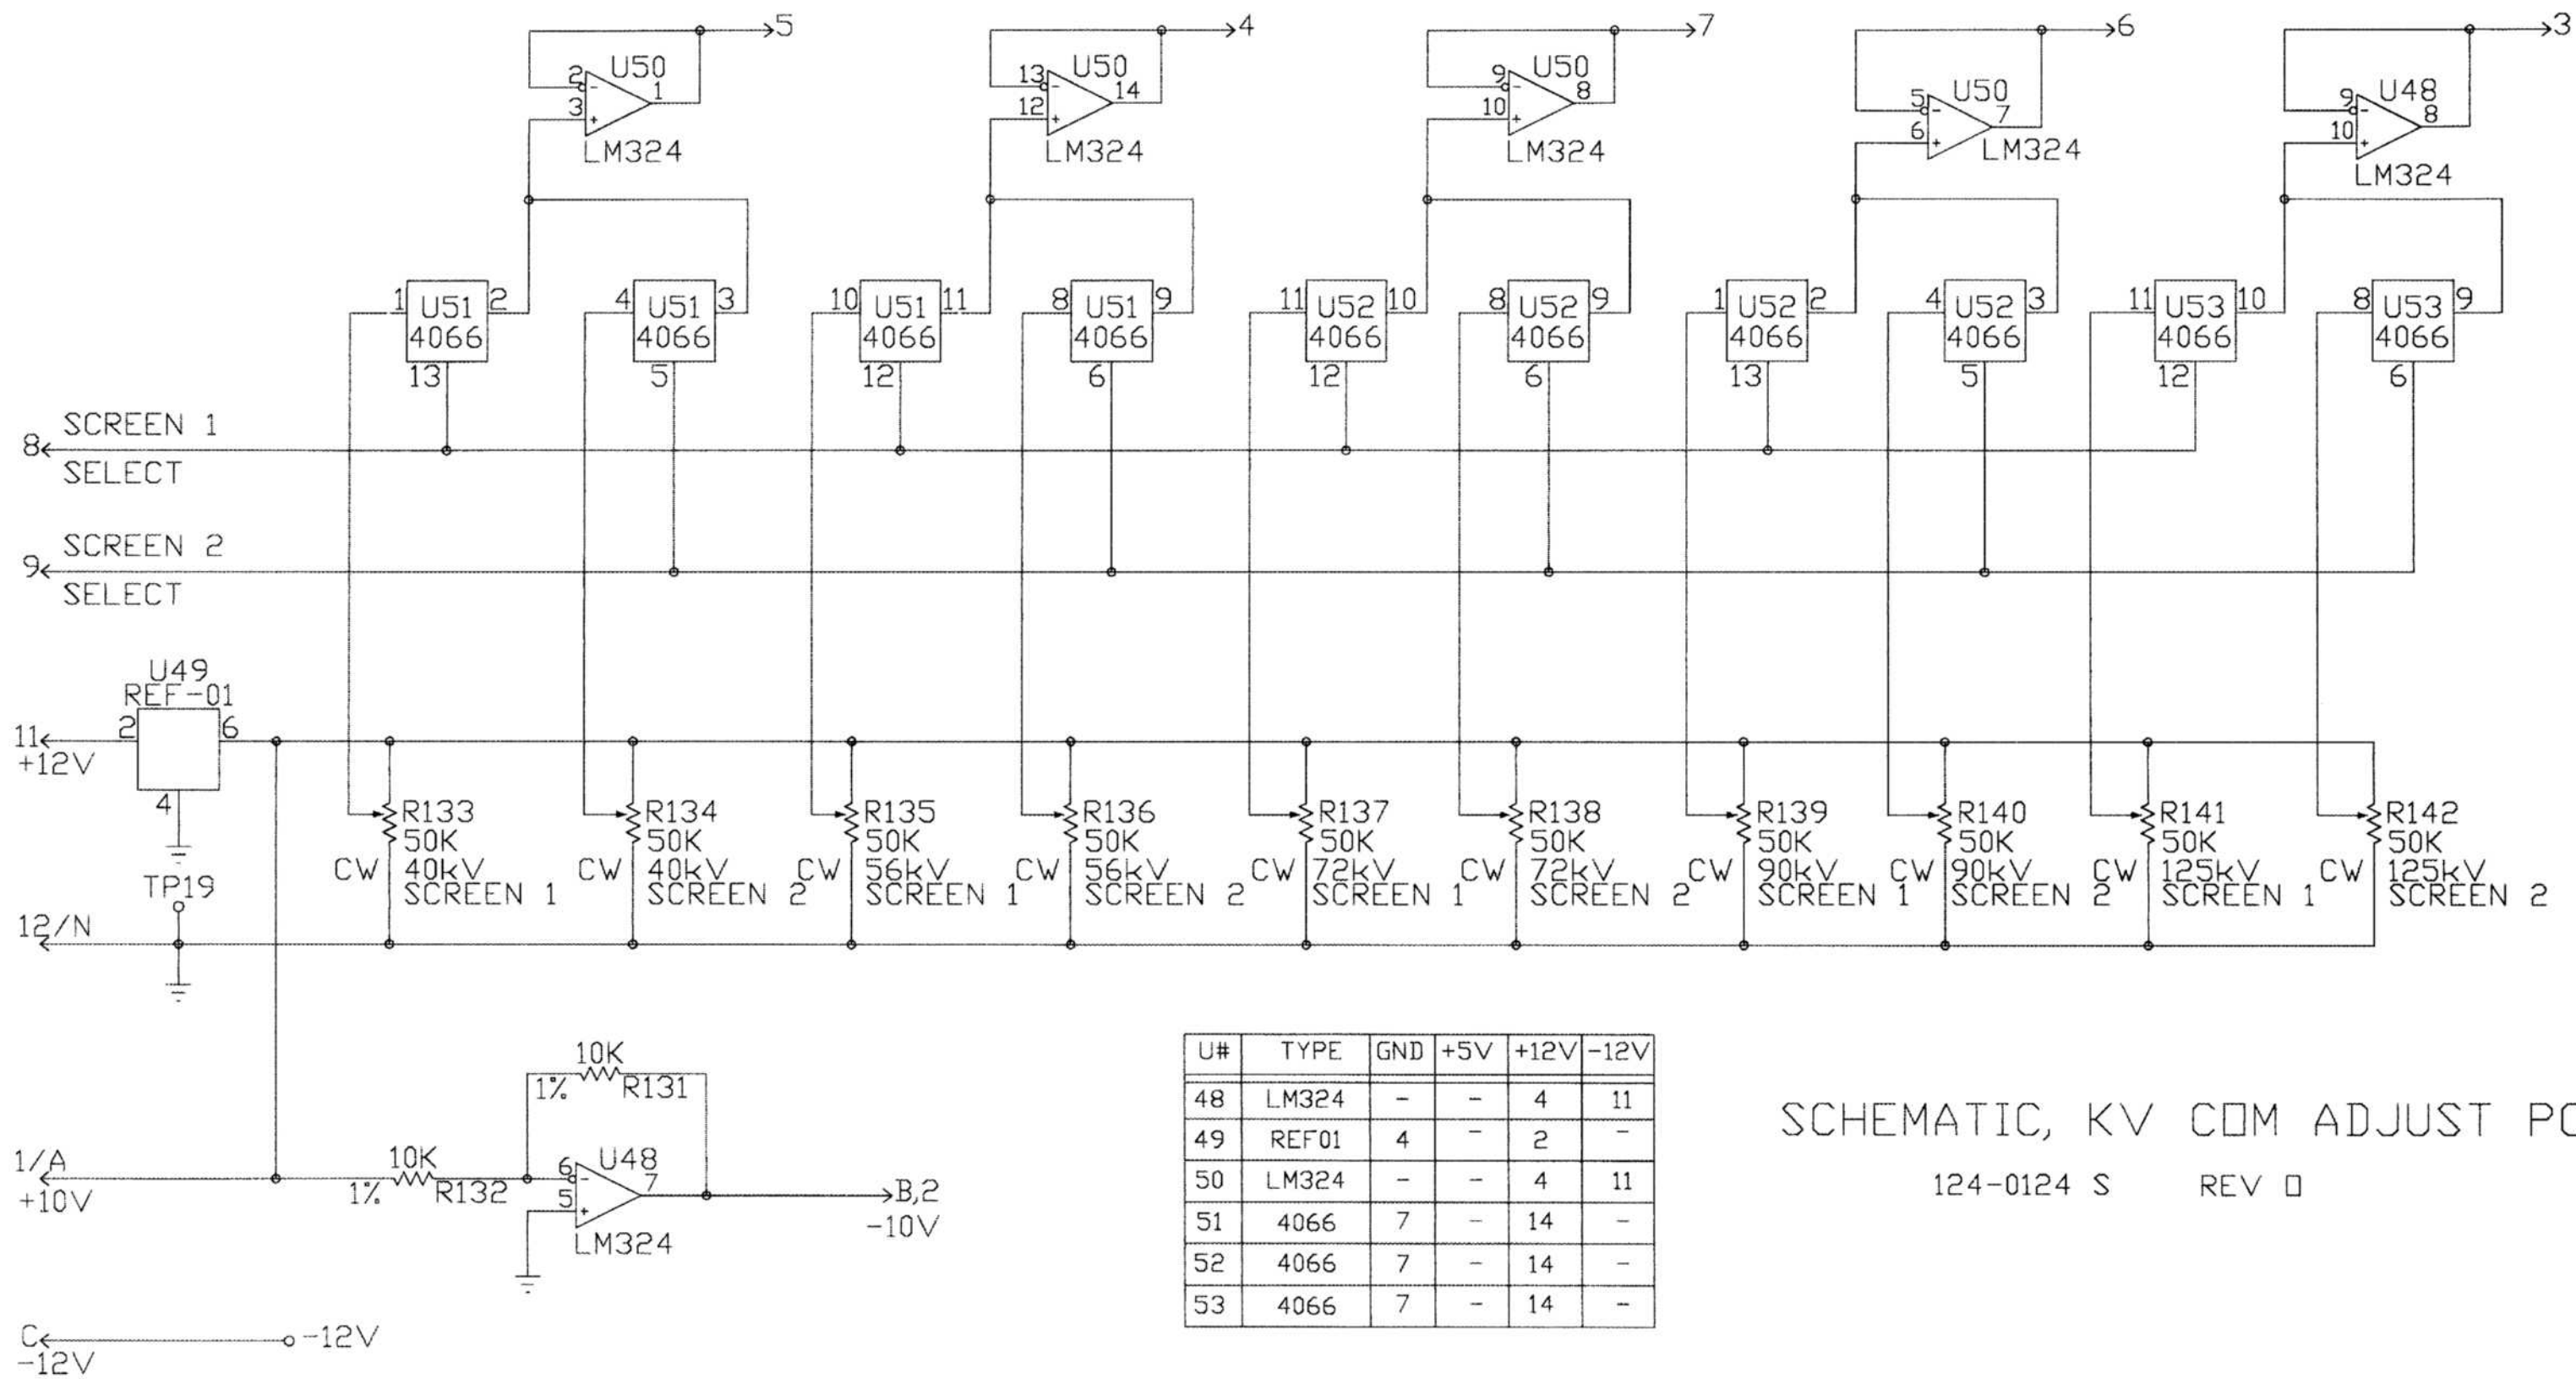 5
4
7
6
3
U50
2
3
1
LM324
U50
13
12
14
LM324
U50
9
10
8
LM324
U50
5
6
7
LM324
U48
9
10
8
LM324
1 U51 2
4066
13
4 U51 3
4066
5
10 U51 11
4066
12
8 U51 9
4066
6
11 U52 10
4066
12
8 U52 9
4066
6
1 U52 2
4066
13
4 U52 3
4066
5
11 U53 10
4066
12
8 U53 9
4066
6
SCREEN 1
8
SELECT
SCREEN 2
9
SELECT
U49
REF-01
2 6
4
11
+12V
TP19
12/N
R133
50K
CW 40kV
SCREEN 1
R134
50K
CW 40kV
SCREEN 2
R135
50K
CW 56kV
SCREEN 1
R136
50K
CW 56kV
SCREEN 2
R137
50K
CW 72kV
SCREEN 1
R138
50K
CW 72kV
SCREEN 2
R139
50K
CW 90kV
SCREEN 1
R140
50K
CW 90kV
SCREEN 2
R141
50K
CW 125kV
SCREEN 1
R142
50K
CW 125kV
SCREEN 2
10K
1% R131
1/A
+10V
10K
1% R132
U48
6
5
7
LM324
B,2
-10V
C
-12V
-12V
U# TYPE GND +5V +12V -12V
48 LM324 - - 4 11
49 REF01 4 - 2 -
50 LM324 - - 4 11
51 4066 7 - 14 -
52 4066 7 - 14 -
53 4066 7 - 14 -
SCHEMATIC, KV COM ADJUST
124-0124 S REV 0